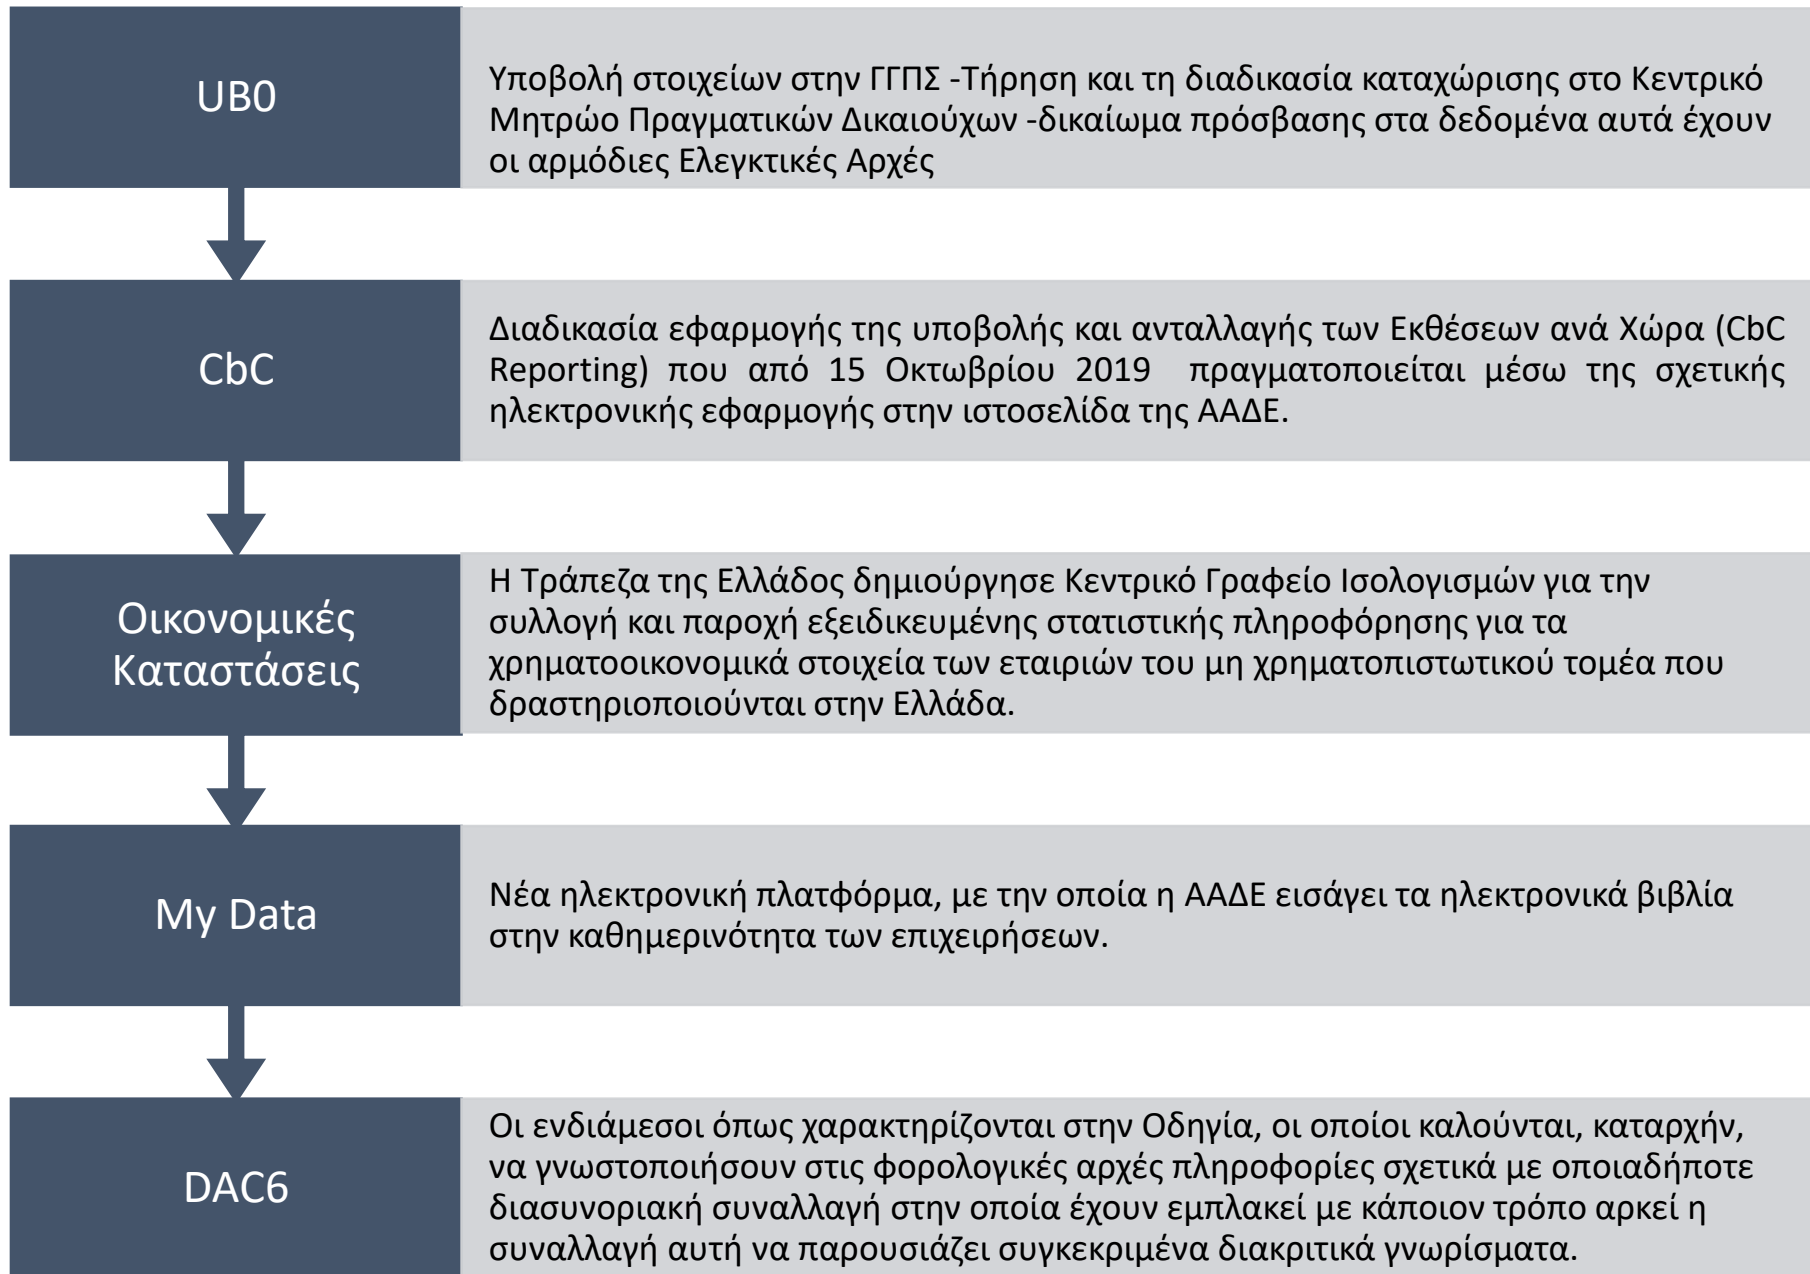 UB0
Υποβολή στοιχείων στην ΓΓΠΣ -Τήρηση και τη διαδικασία καταχώρισης στο Κεντρικό
Μητρώο Πραγματικών Δικαιούχων -δικαίωμα πρόσβασης στα δεδομένα αυτά έχουν
οι αρμόδιες Ελεγκτικές Αρχές
CbC
Διαδικασία εφαρμογής της υποβολής και ανταλλαγής των Εκθέσεων ανά Χώρα (CbC
Reporting) που από 15 Οκτωβρίου 2019 πραγματοποιείται μέσω της σχετικής
ηλεκτρονικής εφαρμογής στην ιστοσελίδα της ΑΑΔΕ.
Οικονομικές
Καταστάσεις
Η Τράπεζα της Ελλάδος δημιούργησε Κεντρικό Γραφείο Ισολογισμών για την
συλλογή και παροχή εξειδικευμένης στατιστικής πληροφόρησης για τα
χρηματοοικονομικά στοιχεία των εταιριών του μη χρηματοπιστωτικού τομέα που
δραστηριοποιούνται στην Ελλάδα.
My Data
Νέα ηλεκτρονική πλατφόρμα, με την οποία η ΑΑΔΕ εισάγει τα ηλεκτρονικά βιβλία
στην καθημερινότητα των επιχειρήσεων.
DAC6
Οι ενδιάμεσοι όπως χαρακτηρίζονται στην Οδηγία, οι οποίοι καλούνται, καταρχήν,
να γνωστοποιήσουν στις φορολογικές αρχές πληροφορίες σχετικά με οποιαδήποτε
διασυνοριακή συναλλαγή στην οποία έχουν εμπλακεί με κάποιον τρόπο αρκεί η
συναλλαγή αυτή να παρουσιάζει συγκεκριμένα διακριτικά γνωρίσματα.